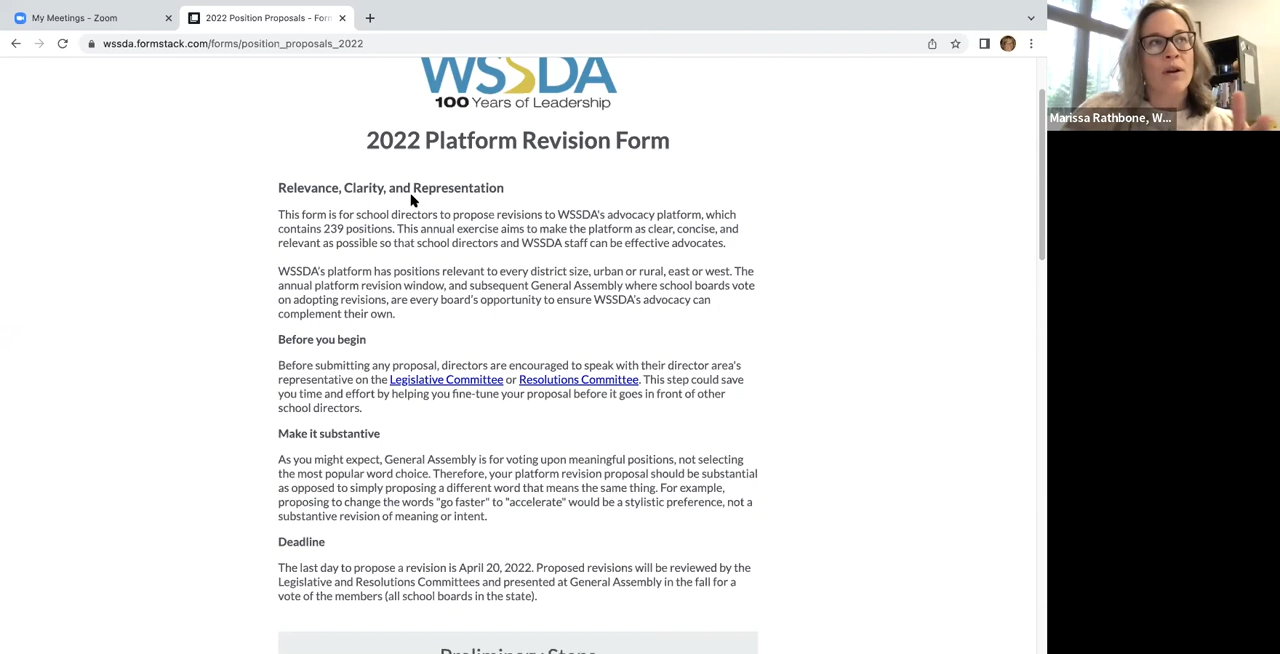 My Meetings - Zoom
2022 Position Proposals - Form
wssda.formstack.com/forms/position_proposals_2022
WSSDA
100 Years of Leadership
2022 Platform Revision Form
Relevance, Clarity, and Representation
This form is for school directors to propose revisions to WSSDA's advocacy platform, which
contains 239 positions. This annual exercise aims to make the platform as clear, concise, and
relevant as possible so that school directors and WSSDA staff can be effective advocates.
WSSDA's platform has positions relevant to every district size, urban or rural, east or west. The
annual platform revision window, and subsequent General Assembly where school boards vote
on adopting revisions, are every board's opportunity to ensure WSSDA's advocacy can
complement their own.
Before you begin
Before submitting any proposal, directors are encouraged to speak with their director area's
representative on the Legislative Committee or Resolutions Committee. This step could save
you time and effort by helping you fine-tune your proposal before it goes in front of other
school directors.
Make it substantive
As you might expect, General Assembly is for voting upon meaningful positions, not selecting
the most popular word choice. Therefore, your platform revision proposal should be substantial
as opposed to simply proposing a different word that means the same thing. For example,
proposing to change the words "go faster" to "accelerate" would be a stylistic preference, not a
substantive revision of meaning or intent.
Deadline
The last day to propose a revision is April 20, 2022. Proposed revisions will be reviewed by the
Legislative and Resolutions Committees and presented at General Assembly in the fall for a
vote of the members (all school boards in the state).
Preliminary Steps
Marissa Rathbone, W...